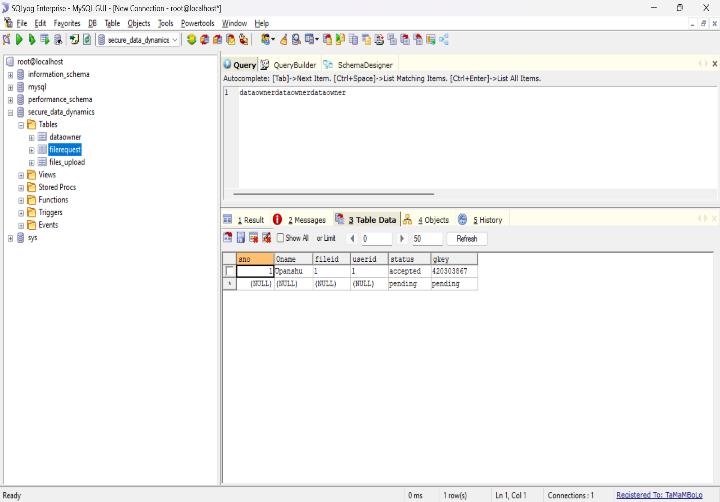 SQLyog Enterprise - MySQL GUI - [New Connection - root@localhost*]
File Edit Favorites DB Table Objects Tools Powertools Window Help
secure_data_dynamics
root@localhost
information_schema
mysql
performance_schema
secure_data_dynamics
Tables
dataowner
filerequest
files_upload
Views
Stored Procs
Functions
Triggers
Events
sys
Query QueryBuilder SchemaDesigner
Autocomplete: [Tab]->Next Item. [Ctrl+Space]->List Matching Items. [Ctrl+Enter]->List All Items.
1 dataownerdataownerdataowner
1 Result 2 Messages 3 Table Data 4 Objects 5 History
Show All or Limit 0 50 Refresh
sno Oname fileid userid status gkey
1 Upanshu 1 1 accepted 420303867
* (NULL) (NULL) (NULL) (NULL) pending pending
Ready 0 ms 1 row(s) Ln 1, Col 1 Connections : 1 Registered To: TaMaMBoLo